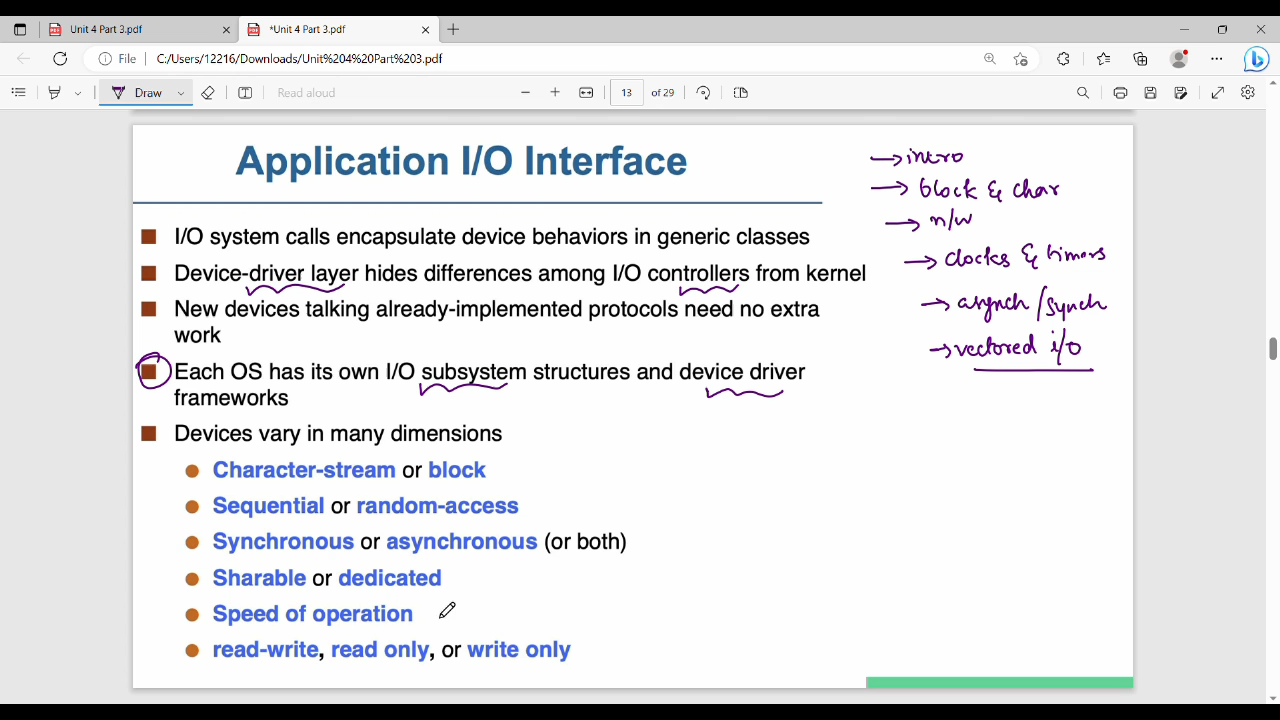 Unit 4 Part 3.pdf
*Unit 4 Part 3.pdf
File
C:/Users/12216/Downloads/Unit%204%20Part%203.pdf
Draw
Read aloud
13 of 29
Application I/O Interface
I/O system calls encapsulate device behaviors in generic classes
Device-driver layer hides differences among I/O controllers from kernel
New devices talking already-implemented protocols need no extra
work
Each OS has its own I/O subsystem structures and device driver
frameworks
Devices vary in many dimensions
Character-stream or block
Sequential or random-access
Synchronous or asynchronous (or both)
Sharable or dedicated
Speed of operation
read-write, read only, or write only
→ intro
→ block & char
→ n/w
→ clocks & timers
→ asynch/synch
→ vectored i/o